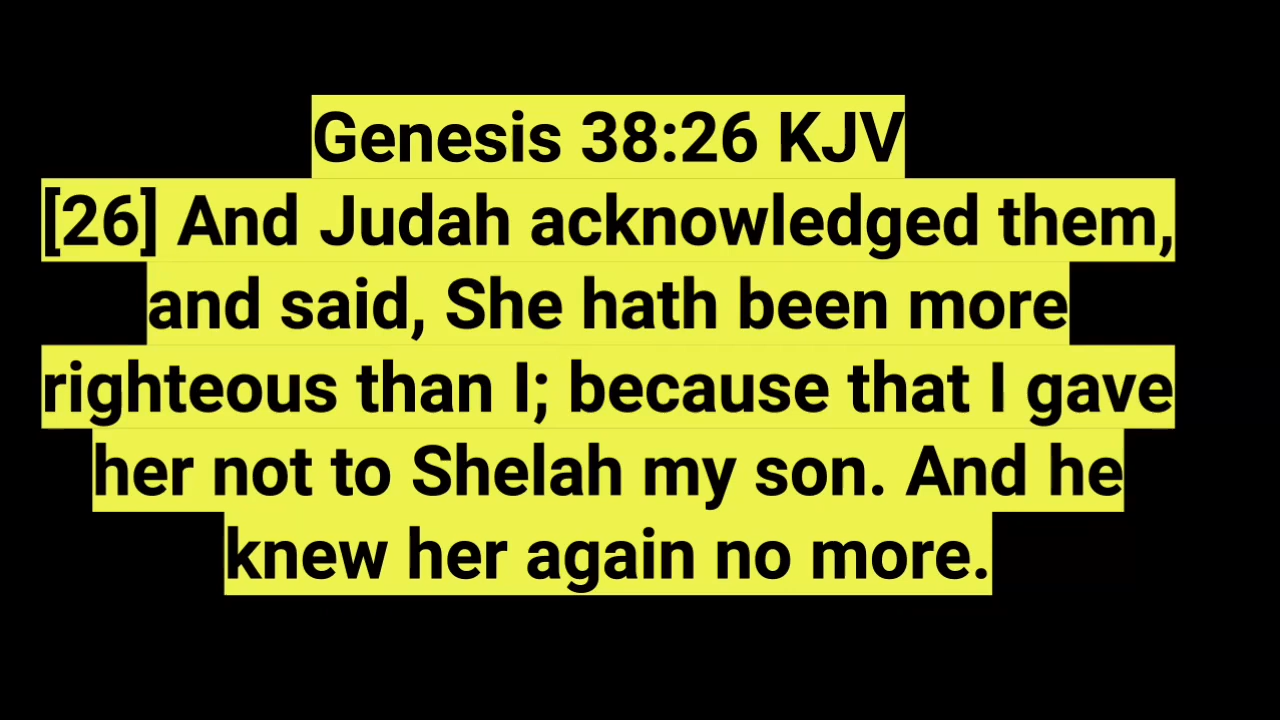 Genesis 38:26 KJV
[26] And Judah acknowledged them,
and said, She hath been more
righteous than I; because that I gave
her not to Shelah my son. And he
knew her again no more.